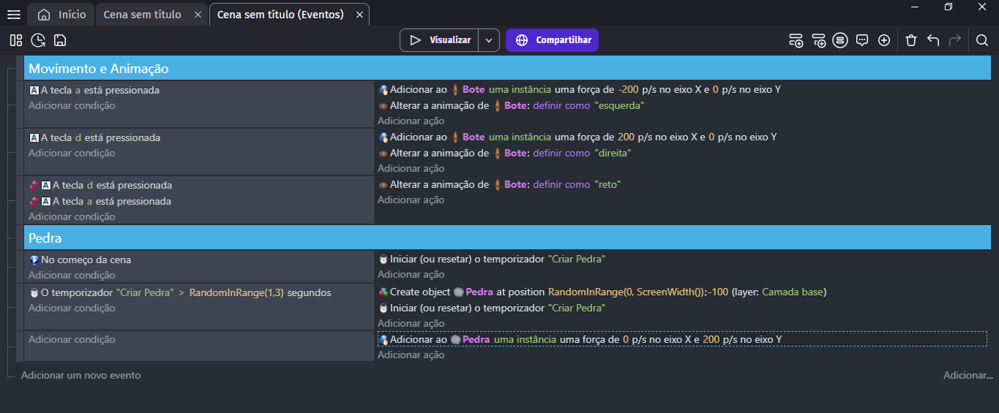 Início
Cena sem título
Cena sem título (Eventos)
Visualizar
Compartilhar
Movimento e Animação
A tecla a está pressionada
Adicionar condição
Adicionar ao Bote uma instância uma força de -200 p/s no eixo X e 0 p/s no eixo Y
Alterar a animação de Bote: definir como "esquerda"
Adicionar ação
A tecla d está pressionada
Adicionar condição
Adicionar ao Bote uma instância uma força de 200 p/s no eixo X e 0 p/s no eixo Y
Alterar a animação de Bote: definir como "direita"
Adicionar ação
A tecla d está pressionada
A tecla a está pressionada
Adicionar condição
Alterar a animação de Bote: definir como "reto"
Adicionar ação
Pedra
No começo da cena
Adicionar condição
Iniciar (ou resetar) o temporizador "Criar Pedra"
Adicionar ação
O temporizador "Criar Pedra" > RandomInRange(1,3) segundos
Adicionar condição
Create object Pedra at position RandomInRange(0, ScreenWidth());-100 (layer: Camada base)
Iniciar (ou resetar) o temporizador "Criar Pedra"
Adicionar ação
Adicionar condição
Adicionar ao Pedra uma instância uma força de 0 p/s no eixo X e 200 p/s no eixo Y
Adicionar ação
Adicionar um novo evento
Adicionar...